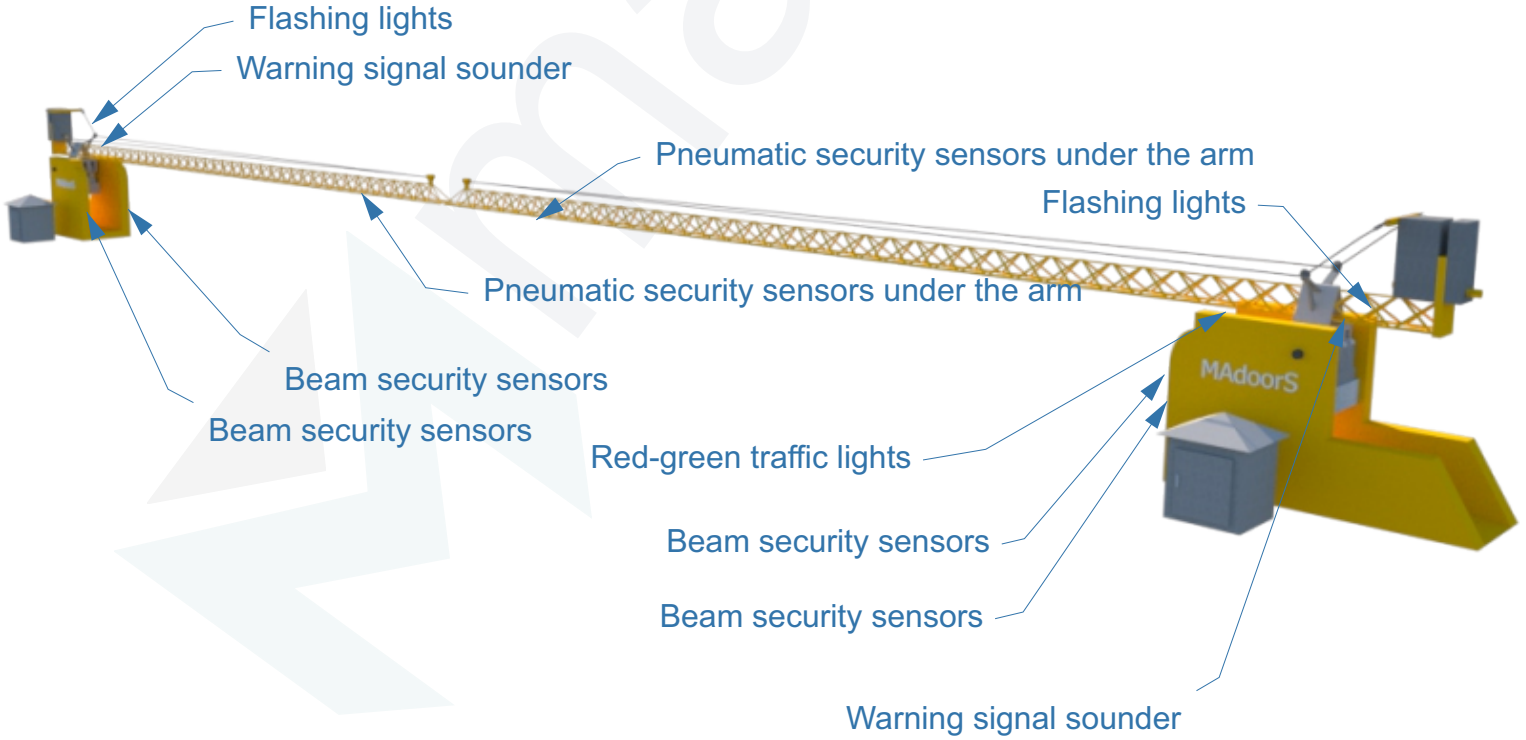 Flashing lights
Warning signal sounder
Pneumatic security sensors under the arm
Flashing lights
Pneumatic security sensors under the arm
Beam security sensors
MAdoorS
Beam security sensors
Red-green traffic lights
Beam security sensors
Beam security sensors
Warning signal sounder